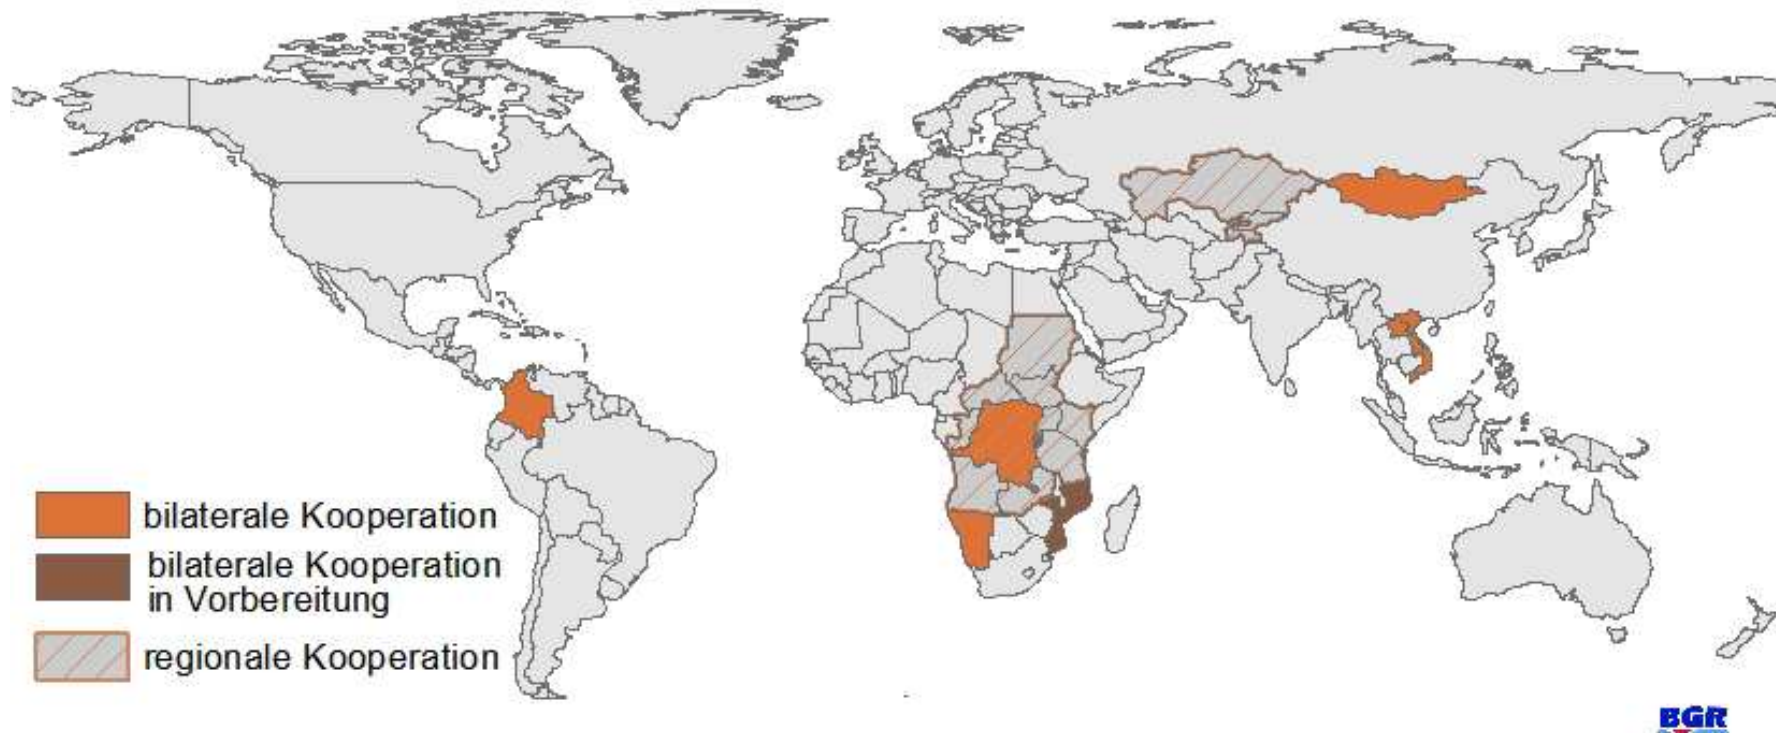 bilaterale Kooperation
bilaterale Kooperation
in Vorbereitung
regionale Kooperation
BGR